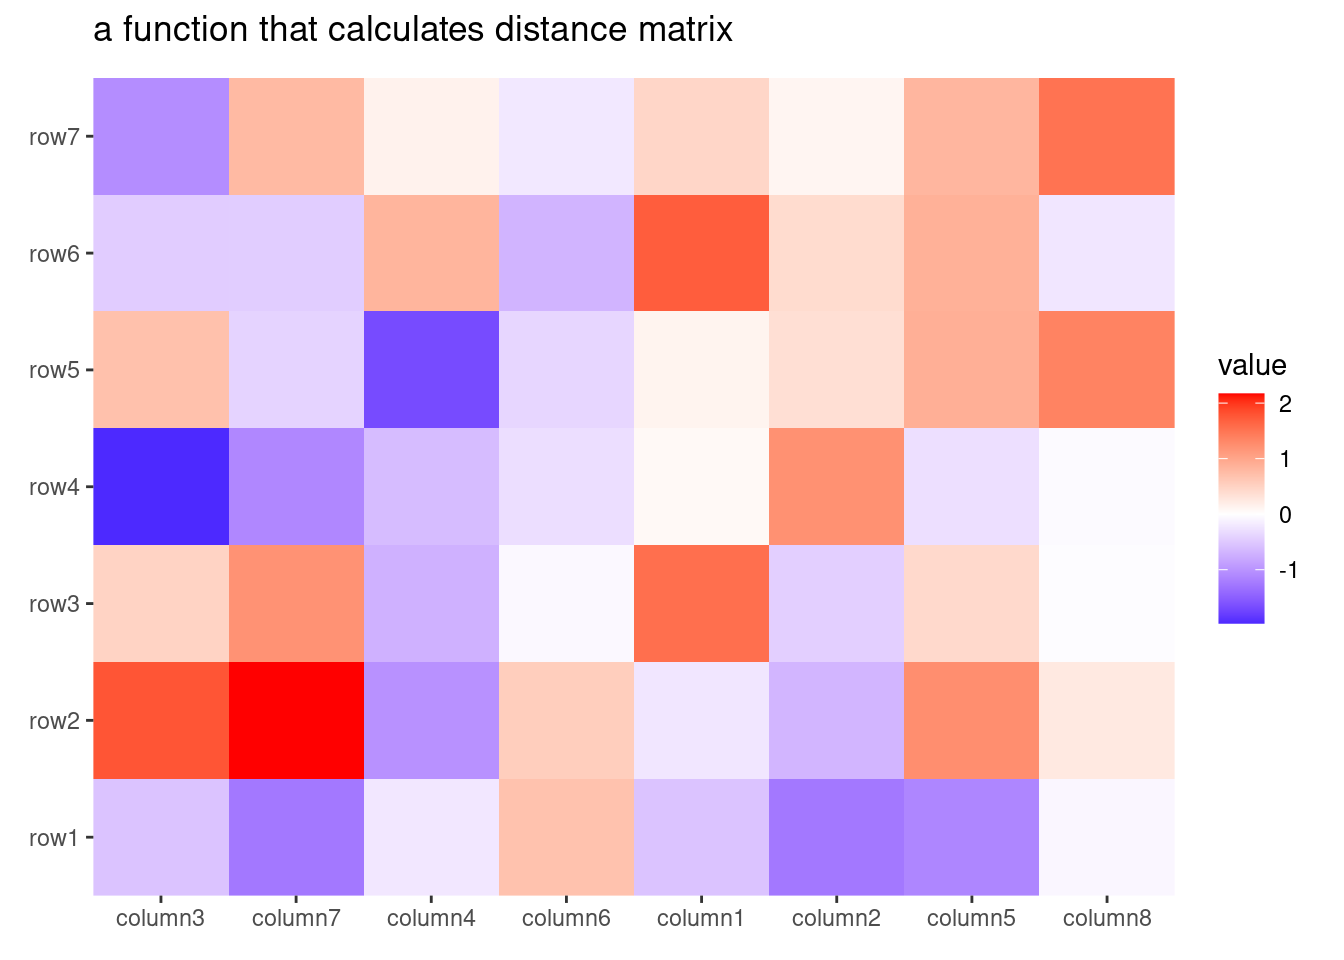 a function that calculates distance matrix
row7
row6
row5
row4
row3
row2
row1
column3 column7 column4 column6 column1 column2 column5 column8
value
2
1
0
-1